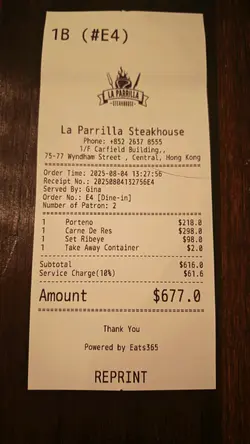 1B (#E4)
LA PARRILLA
STEAKHOUSE
La Parrilla Steakhouse
Phone: +852 2637 8555
1/F Carfield Building,,
75-77 Wyndham Street , Central, Hong Kong
Order Time: 2025-08-04 13:27:56
Receipt No.: 20250804132756E4
Served By: Gina
Order No.: E4 [Dine-in]
Number of Patron: 2
1 Porteno $218.0
1 Carne De Res $298.0
1 Set Ribeye $98.0
1 Take Away Container $2.0
Subtotal $616.0
Service Charge(10%) $61.6
Amount $677.0
Thank You
Powered by Eats365
REPRINT